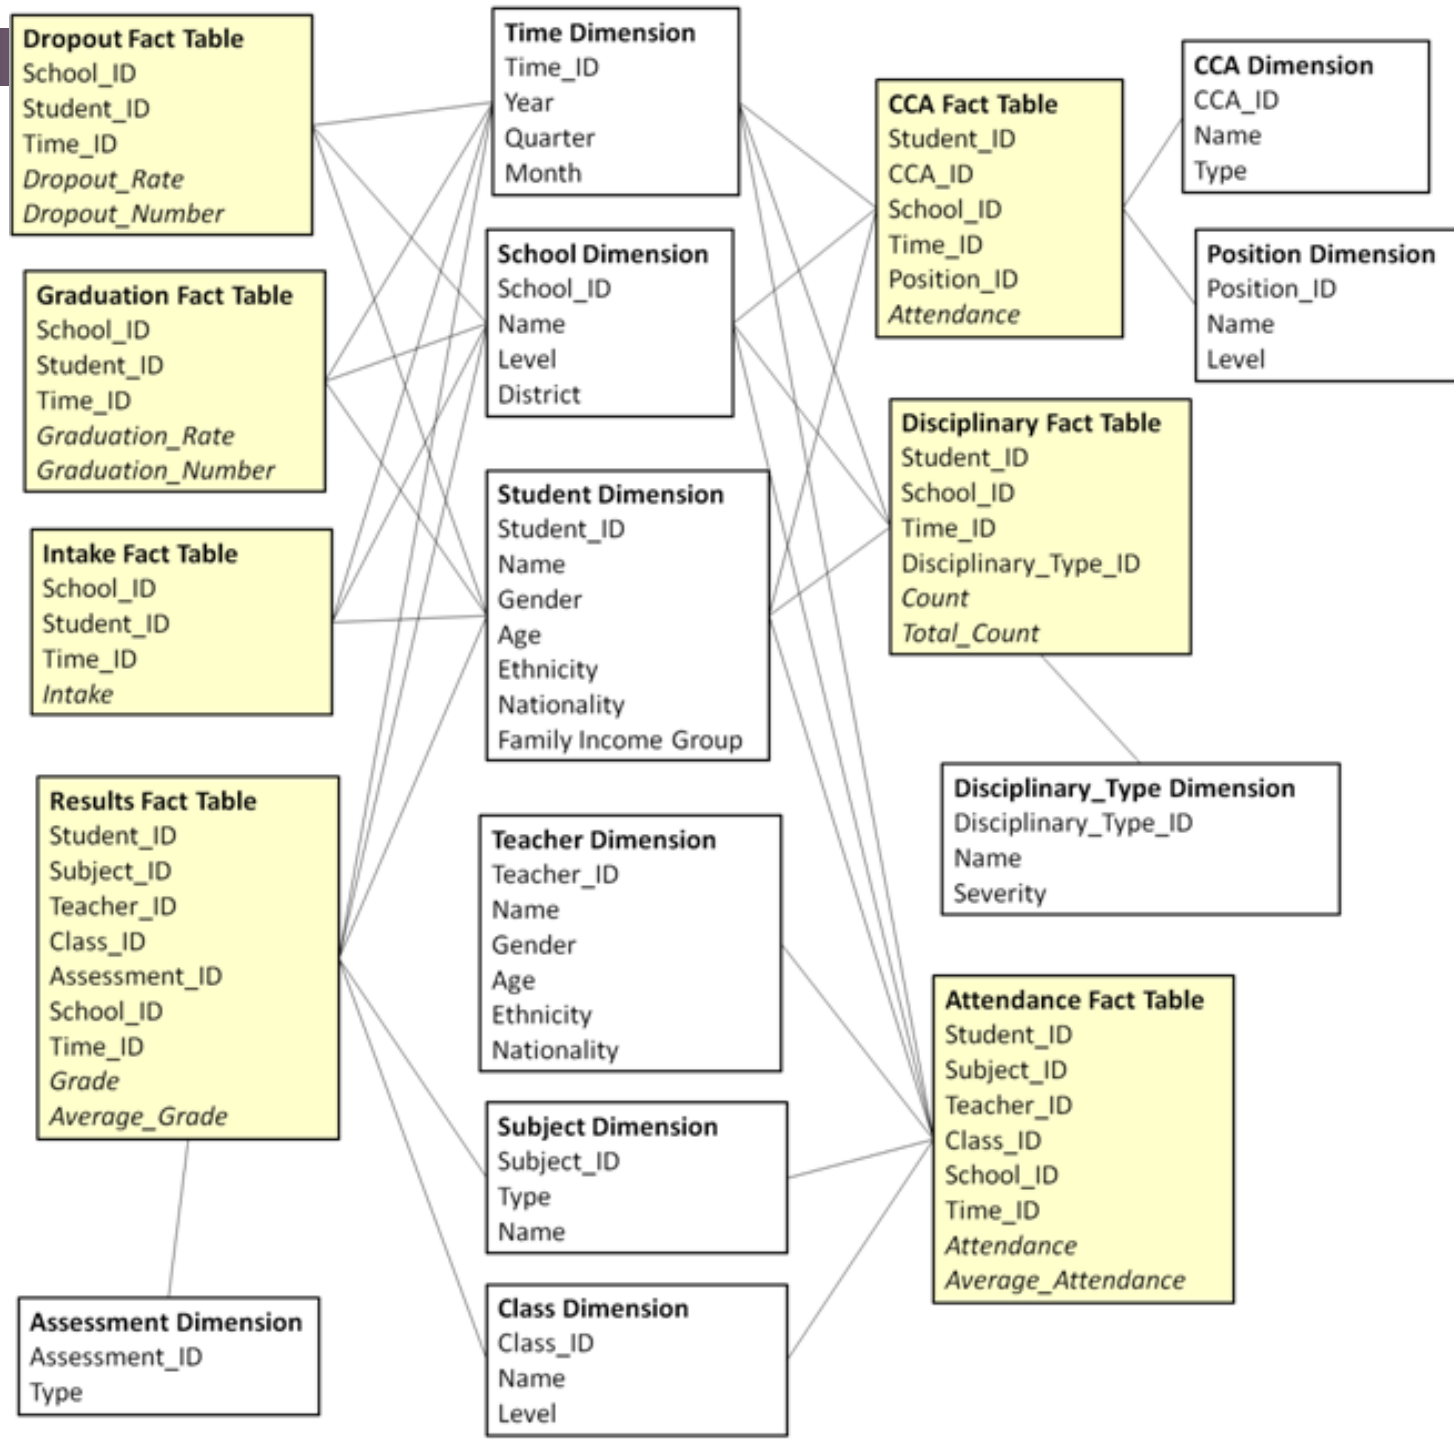 Dropout Fact Table
School_ID
Student_ID
Time_ID
Dropout_Rate
Dropout_Number
Graduation Fact Table
School_ID
Student_ID
Time_ID
Graduation_Rate
Graduation_Number
Intake Fact Table
School_ID
Student_ID
Time_ID
Intake
Results Fact Table
Student_ID
Subject_ID
Teacher_ID
Class_ID
Assessment_ID
School_ID
Time_ID
Grade
Average_Grade
Assessment Dimension
Assessment_ID
Type
Time Dimension
Time_ID
Year
Quarter
Month
School Dimension
School_ID
Name
Level
District
Student Dimension
Student_ID
Name
Gender
Age
Ethnicity
Nationality
Family Income Group
Teacher Dimension
Teacher_ID
Name
Gender
Age
Ethnicity
Nationality
Subject Dimension
Subject_ID
Type
Name
Class Dimension
Class_ID
Name
Level
CCA Fact Table
Student_ID
CCA_ID
School_ID
Time_ID
Position_ID
Attendance
CCA Dimension
CCA_ID
Name
Type
Position Dimension
Position_ID
Name
Level
Disciplinary Fact Table
Student_ID
School_ID
Time_ID
Disciplinary_Type_ID
Count
Total_Count
Disciplinary_Type Dimension
Disciplinary_Type_ID
Name
Severity
Attendance Fact Table
Student_ID
Subject_ID
Teacher_ID
Class_ID
School_ID
Time_ID
Attendance
Average_Attendance